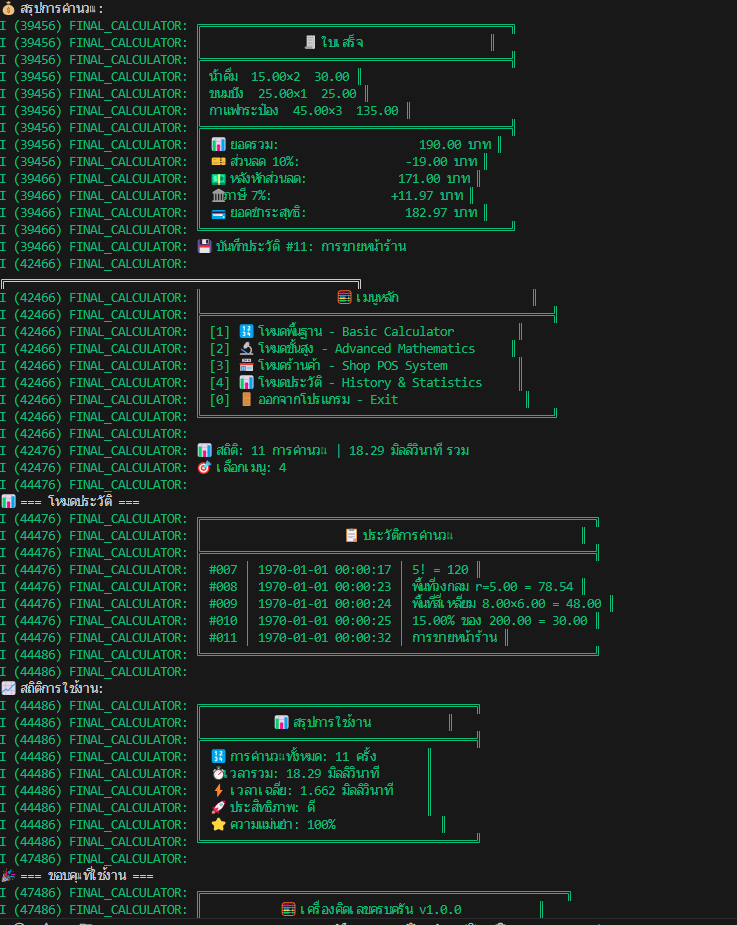 💰 สรุปการคำนวณ:
I (39456) FINAL_CALCULATOR: ╔════════════════════════════════════════╗
I (39456) FINAL_CALCULATOR: ║ 🧾 ใบเสร็จ ║
I (39456) FINAL_CALCULATOR: ╠════════════════════════════════════════╣
I (39456) FINAL_CALCULATOR: ║ น้ำดื่ม 15.00×2 30.00 ║
I (39456) FINAL_CALCULATOR: ║ ขนมปัง 25.00×1 25.00 ║
I (39456) FINAL_CALCULATOR: ║ กาแฟกระป๋อง 45.00×3 135.00 ║
I (39456) FINAL_CALCULATOR: ╠════════════════════════════════════════╣
I (39456) FINAL_CALCULATOR: ║ 📊 ยอดรวม: 190.00 บาท ║
I (39456) FINAL_CALCULATOR: ║ 🎫 ส่วนลด 10%: -19.00 บาท ║
I (39466) FINAL_CALCULATOR: ║ 💵 หลังหักส่วนลด: 171.00 บาท ║
I (39466) FINAL_CALCULATOR: ║ 🏛️ ภาษี 7%: +11.97 บาท ║
I (39466) FINAL_CALCULATOR: ║ 💳 ยอดชำระสุทธิ: 182.97 บาท ║
I (39466) FINAL_CALCULATOR: ╚════════════════════════════════════════╝
I (39466) FINAL_CALCULATOR: 💾 บันทึกประวัติ #11: การขายหน้าร้าน
I (42466) FINAL_CALCULATOR:
╔══════════════════════════════════════════════╗
I (42466) FINAL_CALCULATOR: ║ 🧮 เมนูหลัก ║
I (42466) FINAL_CALCULATOR: ╠══════════════════════════════════════════════╣
I (42466) FINAL_CALCULATOR: ║ [1] 🔢 โหมดพื้นฐาน - Basic Calculator ║
I (42466) FINAL_CALCULATOR: ║ [2] 🔬 โหมดขั้นสูง - Advanced Mathematics ║
I (42466) FINAL_CALCULATOR: ║ [3] 🏪 โหมดร้านค้า - Shop POS System ║
I (42466) FINAL_CALCULATOR: ║ [4] 📊 โหมดประวัติ - History & Statistics ║
I (42466) FINAL_CALCULATOR: ║ [0] 🚪 ออกจากโปรแกรม - Exit ║
I (42466) FINAL_CALCULATOR: ╚══════════════════════════════════════════════╝
I (42466) FINAL_CALCULATOR:
I (42476) FINAL_CALCULATOR: 📊 สถิติ: 11 การคำนวณ | 18.29 มิลลิวินาที รวม
I (42476) FINAL_CALCULATOR: 🎯 เลือกเมนู: 4
I (44476) FINAL_CALCULATOR:
📊 === โหมดประวัติ ===
I (44476) FINAL_CALCULATOR: ╔═══════════════════════════════════════════════════╗
I (44476) FINAL_CALCULATOR: ║ 📋 ประวัติการคำนวณ ║
I (44476) FINAL_CALCULATOR: ╠═══════════════════════════════════════════════════╣
I (44476) FINAL_CALCULATOR: ║ #007 │ 1970-01-01 00:00:17 │ 5! = 120 ║
I (44476) FINAL_CALCULATOR: ║ #008 │ 1970-01-01 00:00:23 │ พื้นที่วงกลม r=5.00 = 78.54 ║
I (44476) FINAL_CALCULATOR: ║ #009 │ 1970-01-01 00:00:24 │ พื้นที่สี่เหลี่ยม 8.00×6.00 = 48.00 ║
I (44476) FINAL_CALCULATOR: ║ #010 │ 1970-01-01 00:00:25 │ 15.00% ของ 200.00 = 30.00 ║
I (44476) FINAL_CALCULATOR: ║ #011 │ 1970-01-01 00:00:32 │ การขายหน้าร้าน ║
I (44486) FINAL_CALCULATOR: ╚═══════════════════════════════════════════════════╝
I (44486) FINAL_CALCULATOR:
📈 สถิติการใช้งาน:
I (44486) FINAL_CALCULATOR: ╔════════════════════════════════════╗
I (44486) FINAL_CALCULATOR: ║ 📊 สรุปการใช้งาน ║
I (44486) FINAL_CALCULATOR: ╠════════════════════════════════════╣
I (44486) FINAL_CALCULATOR: ║ 🔢 การคำนวณทั้งหมด: 11 ครั้ง ║
I (44486) FINAL_CALCULATOR: ║ ⏱️ เวลารวม: 18.29 มิลลิวินาที ║
I (44486) FINAL_CALCULATOR: ║ ⚡ เวลาเฉลี่ย: 1.662 มิลลิวินาที ║
I (44486) FINAL_CALCULATOR: ║ 🚀 ประสิทธิภาพ: ดี ║
I (44486) FINAL_CALCULATOR: ║ ⭐ ความแม่นยำ: 100% ║
I (44486) FINAL_CALCULATOR: ╚════════════════════════════════════╝
I (47486) FINAL_CALCULATOR:
🎉 === ขอบคุณที่ใช้งาน ===
I (47486) FINAL_CALCULATOR: ╔════════════════════════════════════════════════╗
I (47486) FINAL_CALCULATOR: ║ 🧮 เครื่องคิดเลขครบครัน v1.0.0 ║